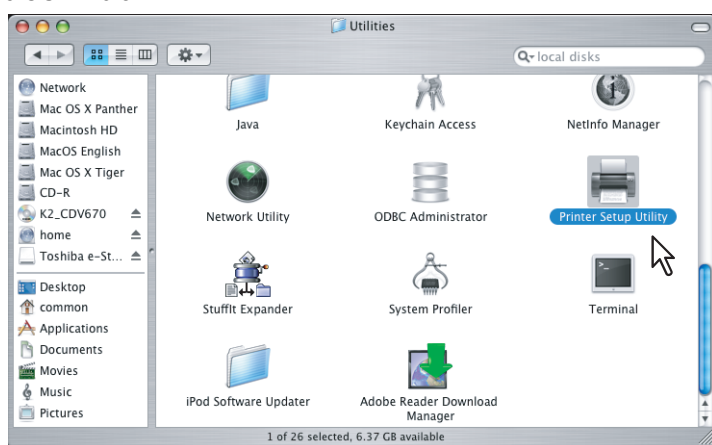 Utilities
local disks
Network
Mac OS X Panther
Macintosh HD
MacOS English
Mac OS X Tiger
CD-R
K2_CDV670
home
Toshiba e-St...
Desktop
common
Applications
Documents
Movies
Music
Pictures
Java
Keychain Access
NetInfo Manager
Network Utility
ODBC Administrator
Printer Setup Utility
StuffIt Expander
System Profiler
Terminal
iPod Software Updater
Adobe Reader Download
Manager
1 of 26 selected, 6.37 GB available